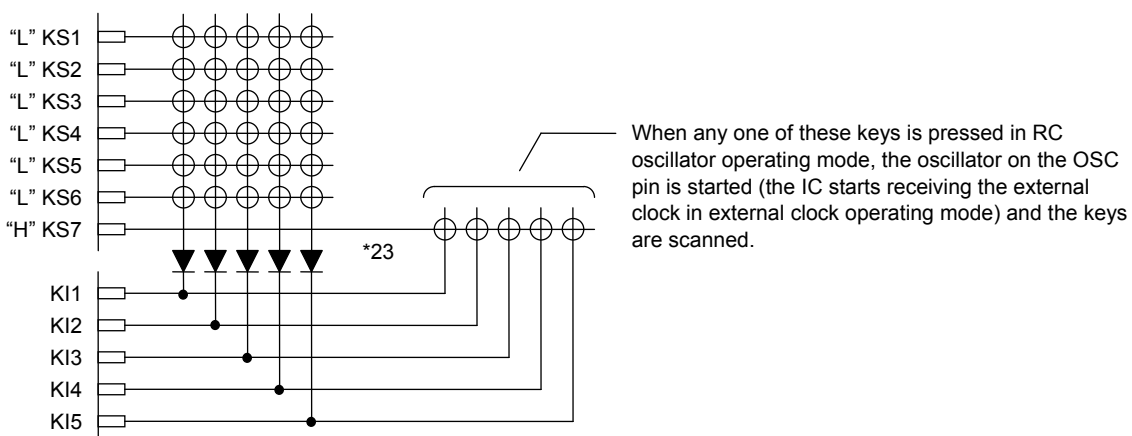 “L” KS1
“L” KS2
“L” KS3
“L” KS4
“L” KS5
“L” KS6
“H” KS7
*23
KI1
KI2
KI3
KI4
KI5
When any one of these keys is pressed in RC
oscillator operating mode, the oscillator on the OSC
pin is started (the IC starts receiving the external
clock in external clock operating mode) and the keys
are scanned.